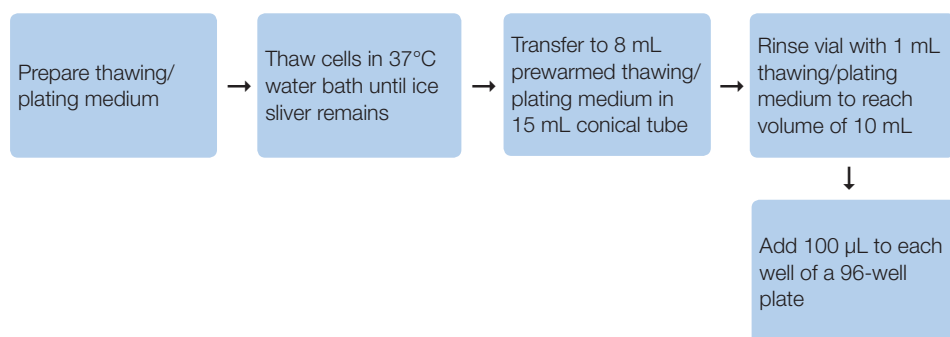 Prepare thawing/
plating medium
Thaw cells in 37°C
water bath until ice
sliver remains
Transfer to 8 mL
prewarmed thawing/
plating medium in
15 mL conical tube
Rinse vial with 1 mL
thawing/plating
medium to reach
volume of 10 mL
Add 100 µL to each
well of a 96-well
plate